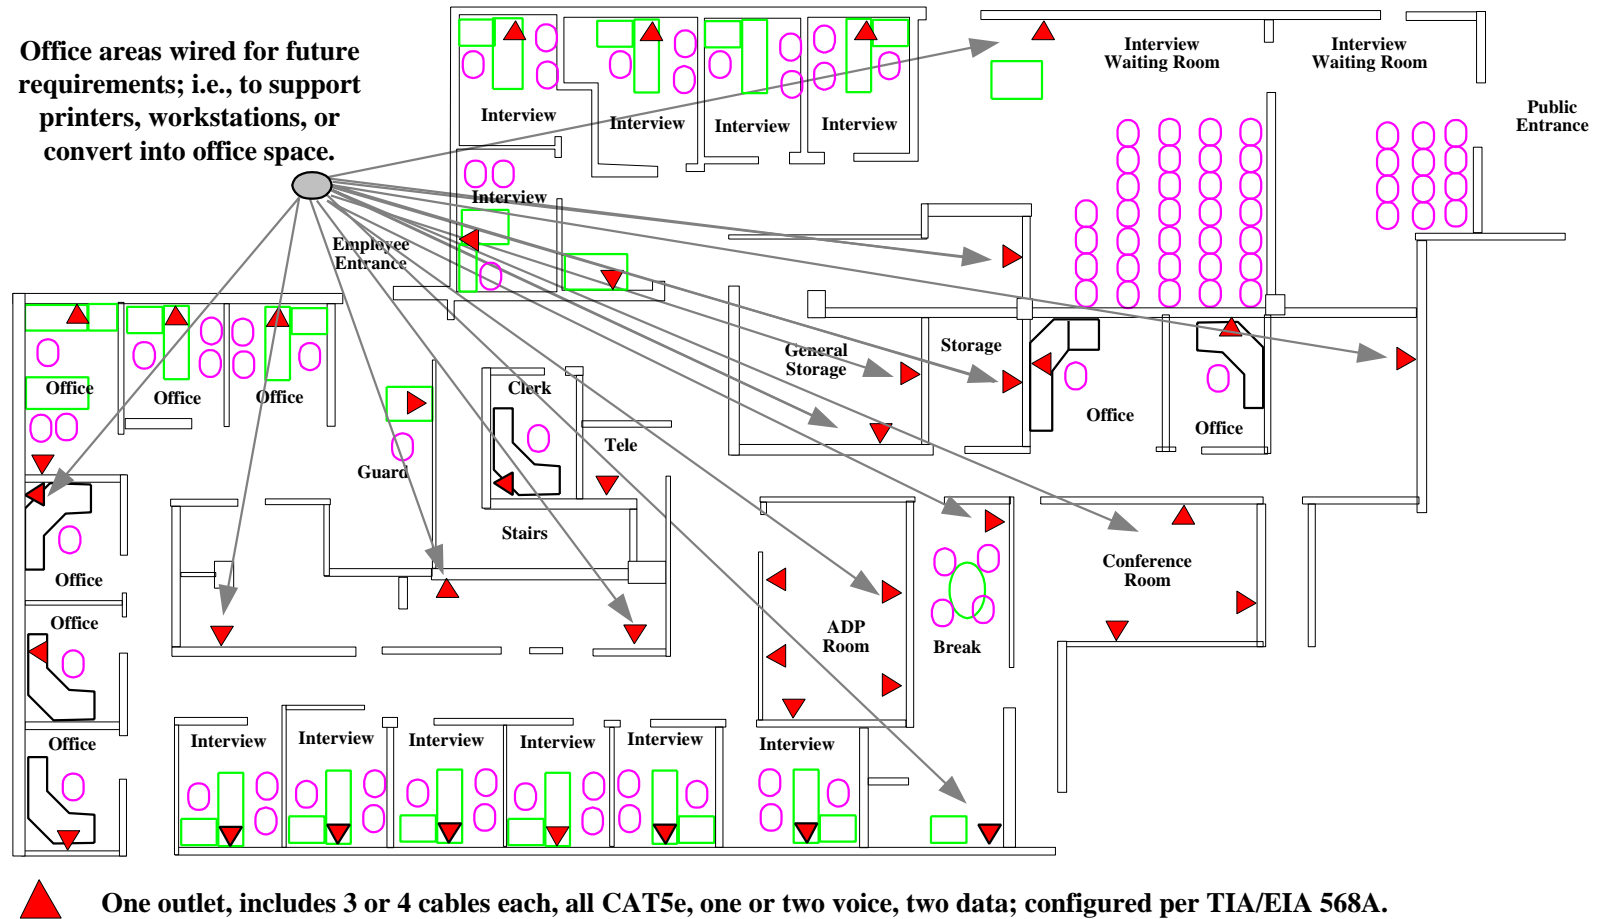 Office areas wired for future
requirements; i.e., to support
printers, workstations, or
convert into office space.
Interview
Interview
Interview
Interview
Interview
Waiting Room
Interview
Waiting Room
Public
Entrance
Interview
Employee
Entrance
General
Storage
Storage
Office
Office
Office
Office
Office
Clerk
Tele
Guard
Stairs
Office
Office
Office
Conference
Room
ADP
Room
Break
Interview
Interview
Interview
Interview
Interview
Interview
One outlet, includes 3 or 4 cables each, all CAT5e, one or two voice, two data; configured per TIA/EIA 568A.